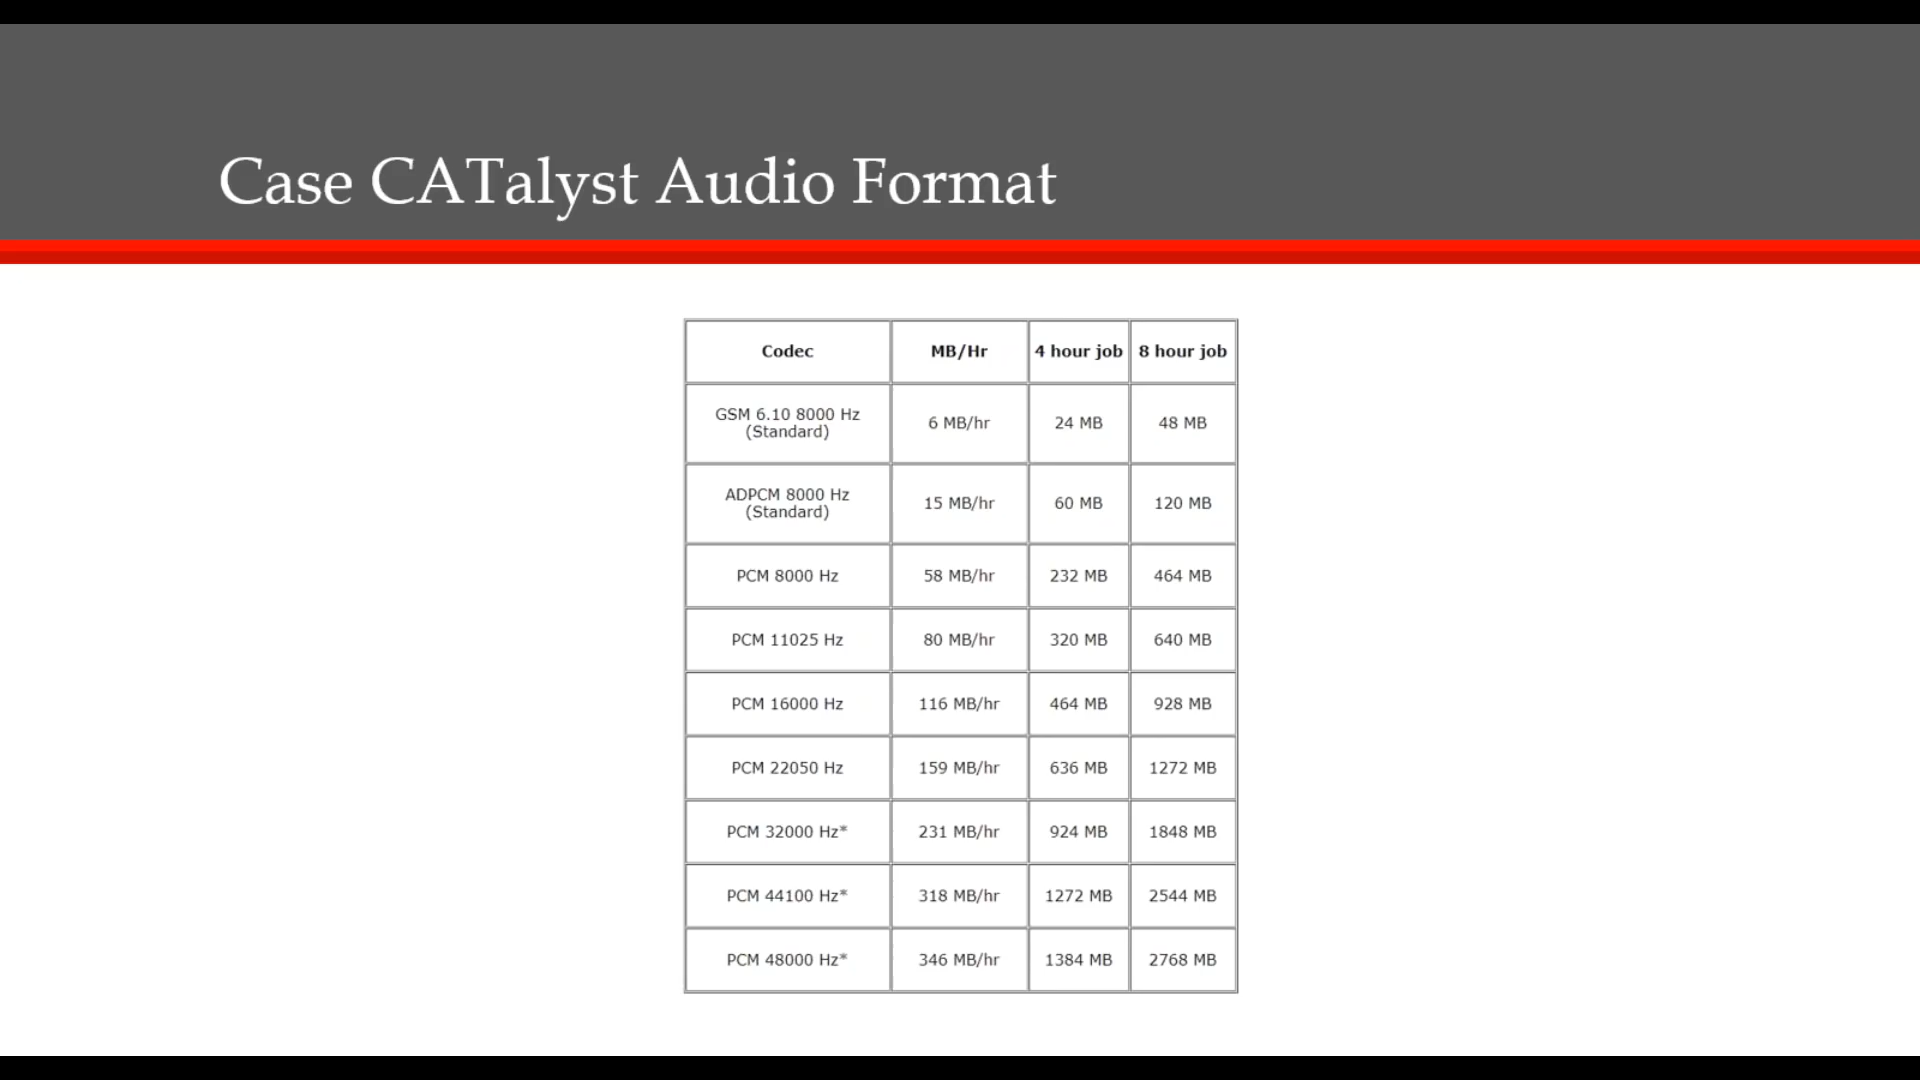 Case CATalyst Audio Format
Codec MB/Hr 4 hour job 8 hour job
GSM 6.10 8000 Hz
(Standard) 6 MB/hr 24 MB 48 MB
ADPCM 8000 Hz
(Standard) 15 MB/hr 60 MB 120 MB
PCM 8000 Hz 58 MB/hr 232 MB 464 MB
PCM 11025 Hz 80 MB/hr 320 MB 640 MB
PCM 16000 Hz 116 MB/hr 464 MB 928 MB
PCM 22050 Hz 159 MB/hr 636 MB 1272 MB
PCM 32000 Hz* 231 MB/hr 924 MB 1848 MB
PCM 44100 Hz* 318 MB/hr 1272 MB 2544 MB
PCM 48000 Hz* 346 MB/hr 1384 MB 2768 MB